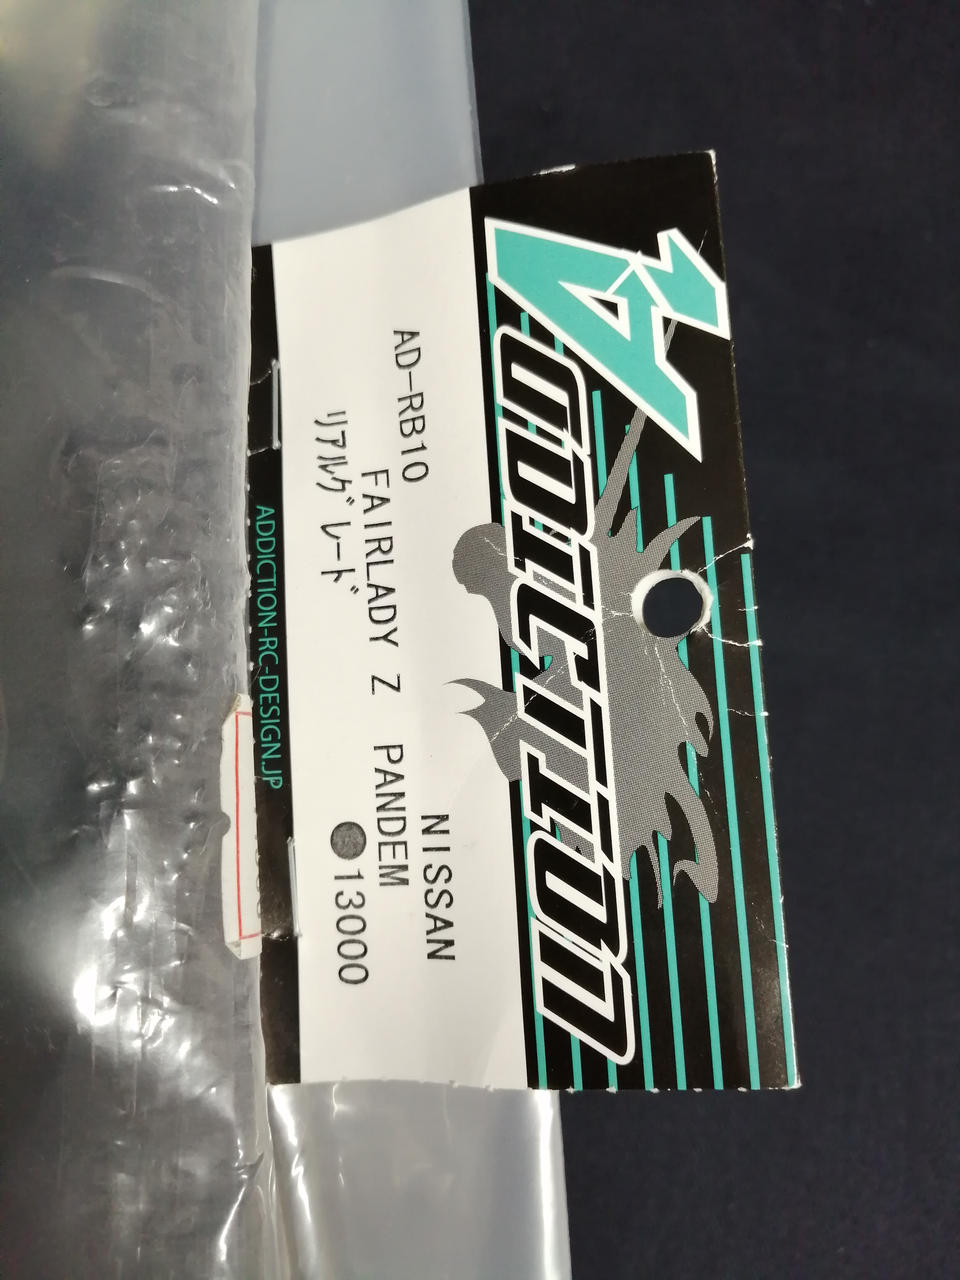 ADDICTION
AD-RB10
NISSAN
FAIRLADY Z PANDEM
リアルグレード
●13000
ADDICTION-RC-DESIGN.JP